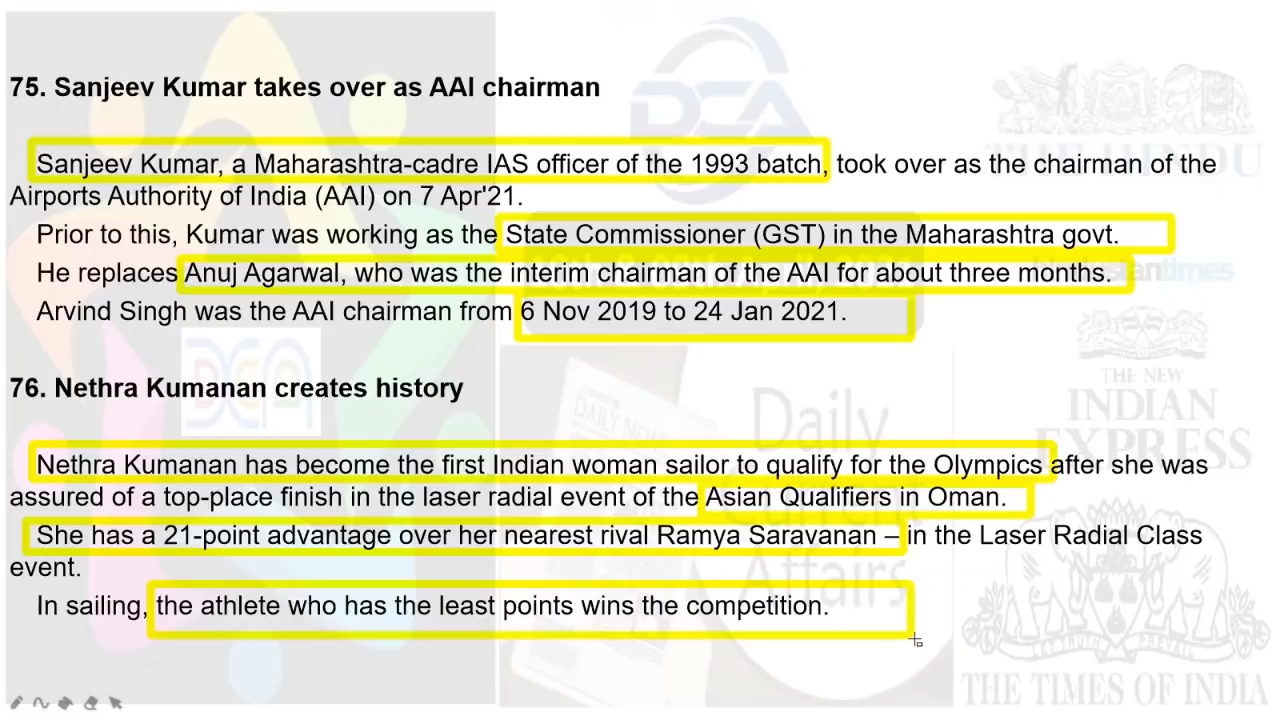 75. Sanjeev Kumar takes over as AAI chairman
Sanjeev Kumar, a Maharashtra-cadre IAS officer of the 1993 batch, took over as the chairman of the
Airports Authority of India (AAI) on 7 Apr'21.
Prior to this, Kumar was working as the State Commissioner (GST) in the Maharashtra govt.
He replaces Anuj Agarwal, who was the interim chairman of the AAI for about three months.
Arvind Singh was the AAI chairman from 6 Nov 2019 to 24 Jan 2021.
76. Nethra Kumanan creates history
Nethra Kumanan has become the first Indian woman sailor to qualify for the Olympics after she was
assured of a top-place finish in the laser radial event of the Asian Qualifiers in Oman.
She has a 21-point advantage over her nearest rival Ramya Saravanan – in the Laser Radial Class
event.
In sailing, the athlete who has the least points wins the competition.
DCA
THE HINDU
THE NEW
INDIAN
EXPRESS
DAILY NEWS
Daily
Current
Affairs
THE TIMES OF INDIA